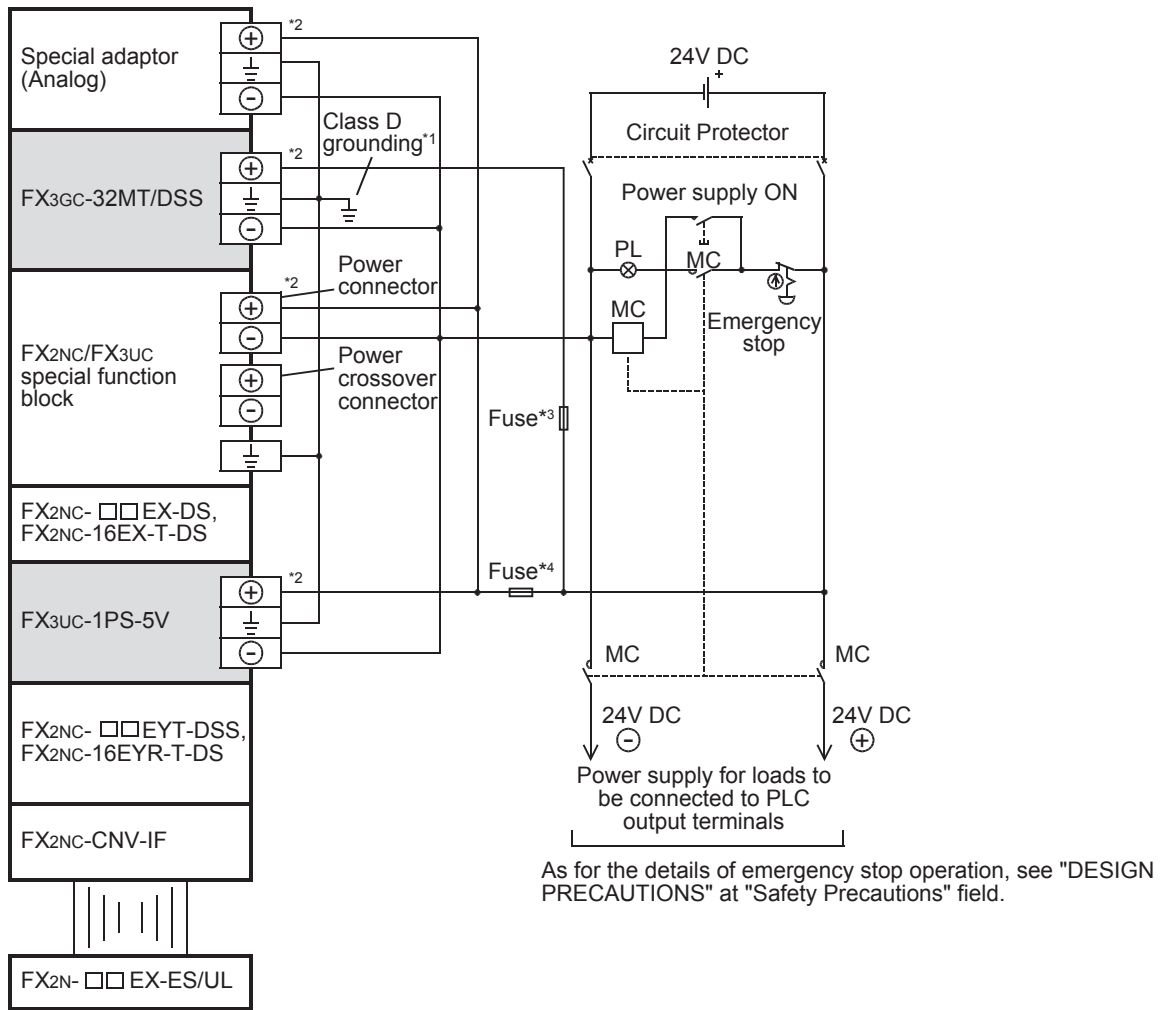 Special adaptor
(Analog)
*2
FX3GC-32MT/DSS
*2
Class D
grounding*1
FX2NC/FX3UC
special function
block
*2
Power
connector
Power
crossover
connector
FX2NC- □□EX-DS,
FX2NC-16EX-T-DS
FX3UC-1PS-5V
*2
FX2NC- □□EYT-DSS,
FX2NC-16EYR-T-DS
FX2NC-CNV-IF
FX2N- □□ EX-ES/UL
Fuse*3
Fuse*4
24V DC
+
Circuit Protector
Power supply ON
PL
MC
MC
Emergency
stop
MC
MC
24V DC
24V DC
Power supply for loads to
be connected to PLC
output terminals
As for the details of emergency stop operation, see "DESIGN
PRECAUTIONS" at "Safety Precautions" field.